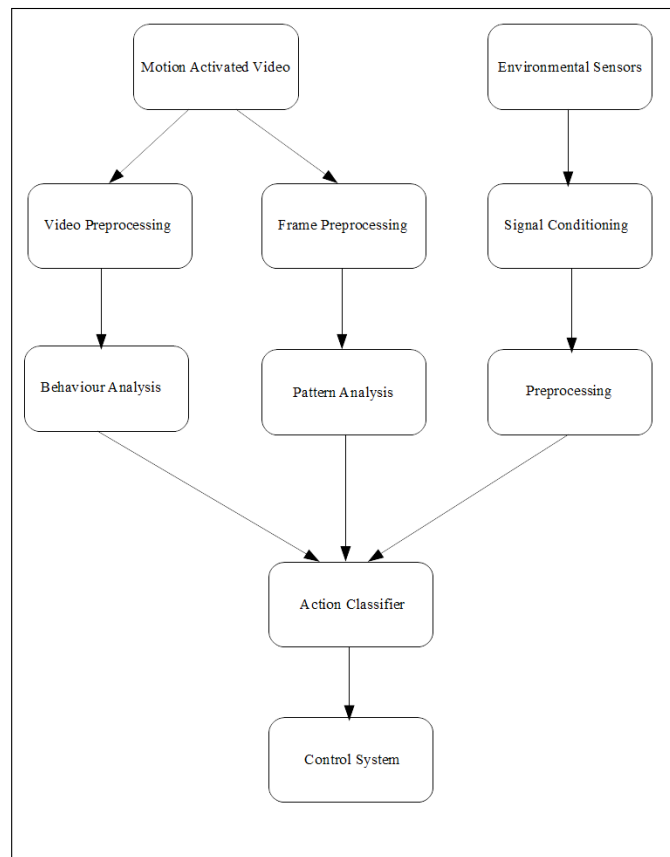 Motion Activated Video
Environmental Sensors
Video Preprocessing
Frame Preprocessing
Signal Conditioning
Behaviour Analysis
Pattern Analysis
Preprocessing
Action Classifier
Control System